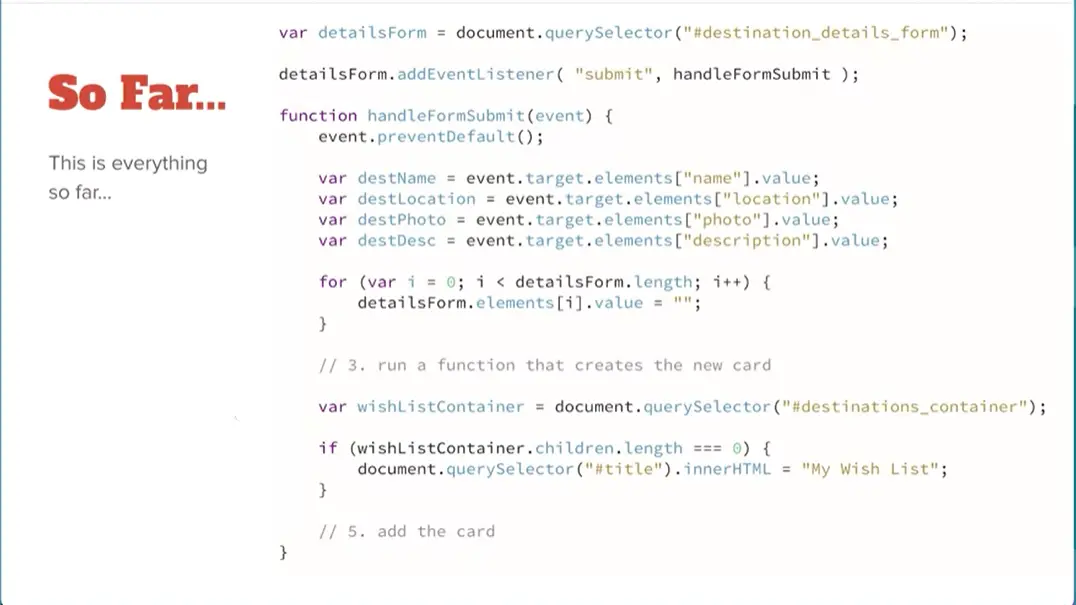 So Far...
This is everything
so far...
var detailsForm = document.querySelector("#destination_details_form");
detailsForm.addEventListener( "submit", handleFormSubmit );
function handleFormSubmit(event) {
event.preventDefault();
var destName = event.target.elements["name"].value;
var destLocation = event.target.elements["location"].value;
var destPhoto = event.target.elements["photo"].value;
var destDesc = event.target.elements["description"].value;
for (var i = 0; i < detailsForm.length; i++) {
detailsForm.elements[i].value = "";
}
// 3. run a function that creates the new card
var wishListContainer = document.querySelector("#destinations_container");
if (wishListContainer.children.length === 0) {
document.querySelector("#title").innerHTML = "My Wish List";
}
// 5. add the card
}